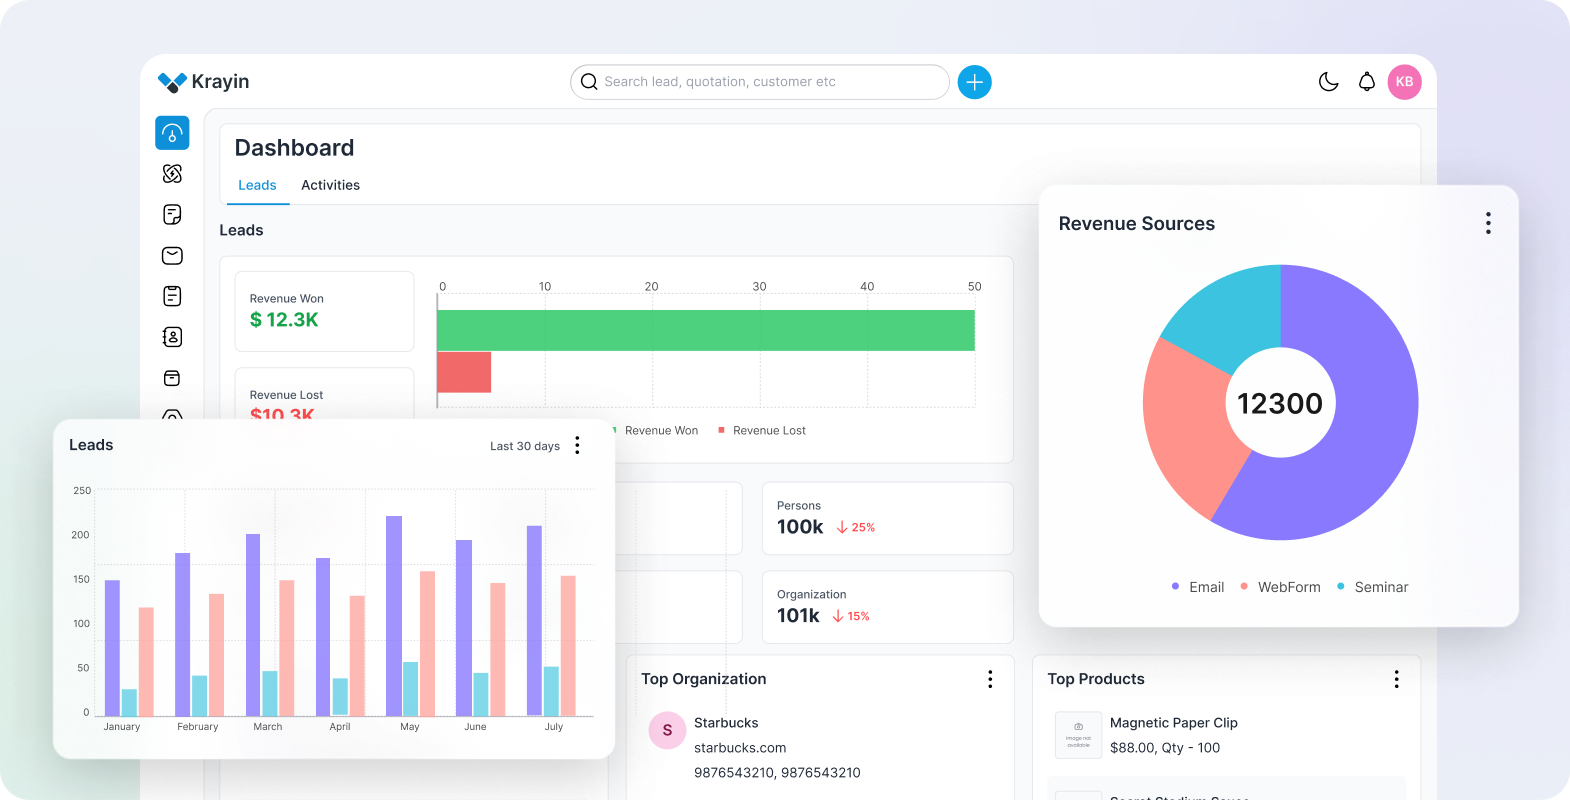 Krayin
Search lead, quotation, customer etc
KB
Dashboard
Leads
Activities
Leads
Revenue Won
$ 12.3K
Revenue Lost
$10.3K
0 10 20 30 40 50
Revenue Won
Revenue Lost
Revenue Sources
12300
Email
WebForm
Seminar
Leads
Last 30 days
250
200
150
100
50
0
January February March April May June July
Persons
100k
25%
Organization
101k
15%
Top Organization
S
Starbucks
starbucks.com
9876543210, 9876543210
Top Products
image not
available
Magnetic Paper Clip
$88.00, Qty - 100